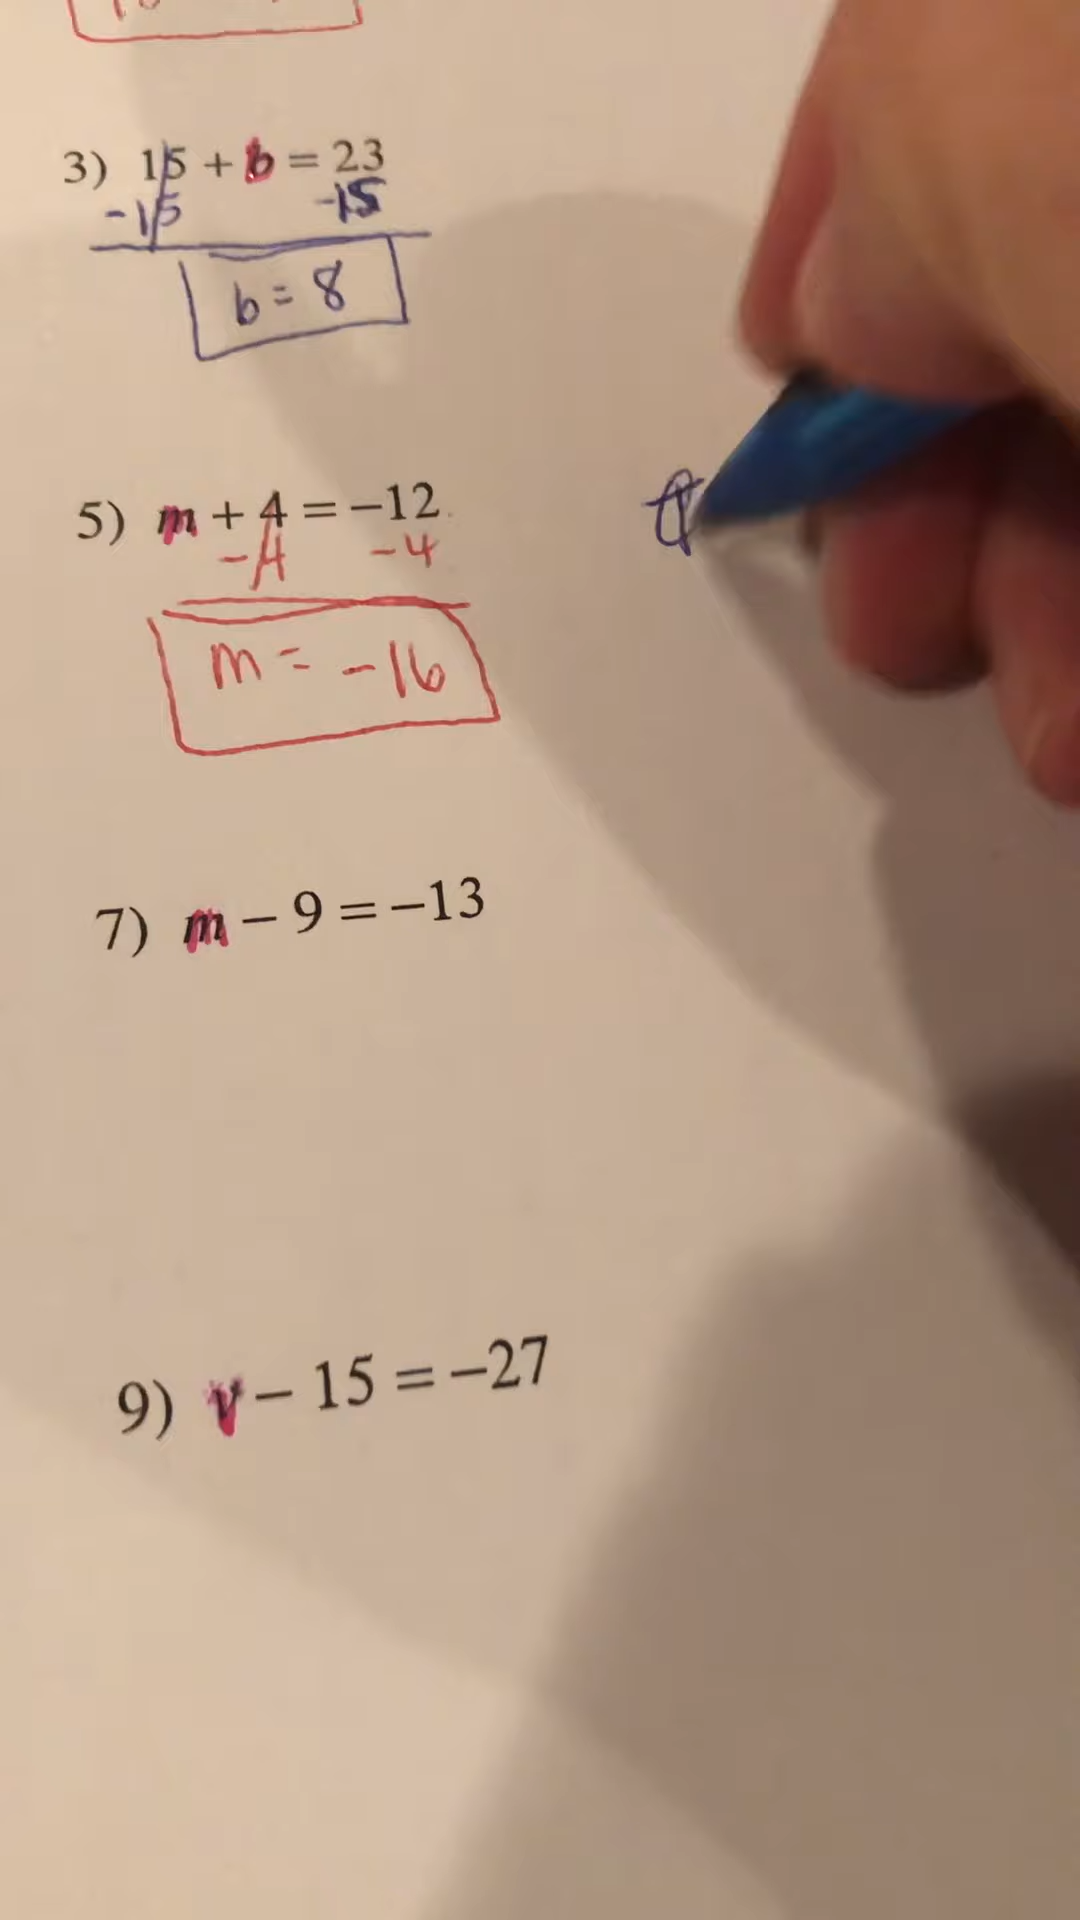 3) 15 + b = 23
-15 -15
b = 8
5) m + 4 = -12
-4 -4
m = -16
7) m − 9 = −13
9) v − 15 = −27